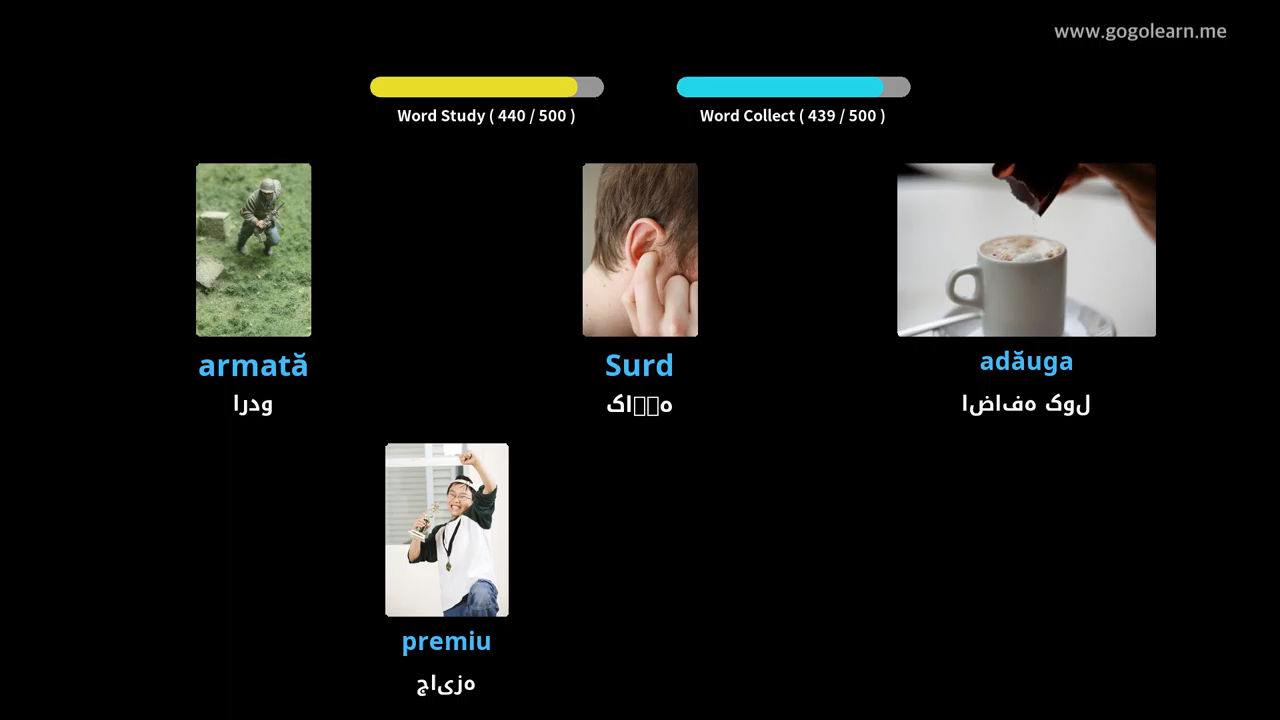 www.gogolearn.me
Word Study ( 440 / 500 )
Word Collect ( 439 / 500 )
armată
ودرا
Surd
adăuga
لوک هفاضا
premiu
هزیاج